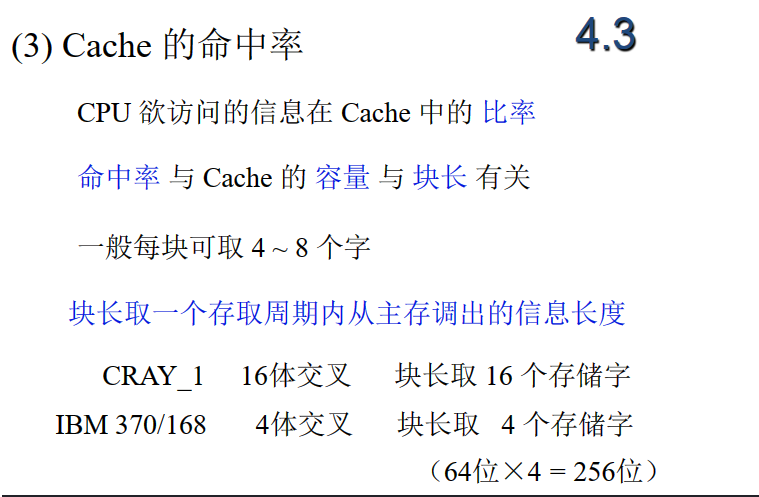 (3) Cache 的命中率 4.3
CPU 欲访问的信息在 Cache 中的 比率
命中率 与 Cache 的 容量 与 块长 有关
一般每块可取 4 ~ 8 个字
块长取一个存取周期内从主存调出的信息长度
CRAY_1 16体交叉 块长取 16 个存储字
IBM 370/168 4体交叉 块长取 4 个存储字
（64位×4 = 256位）